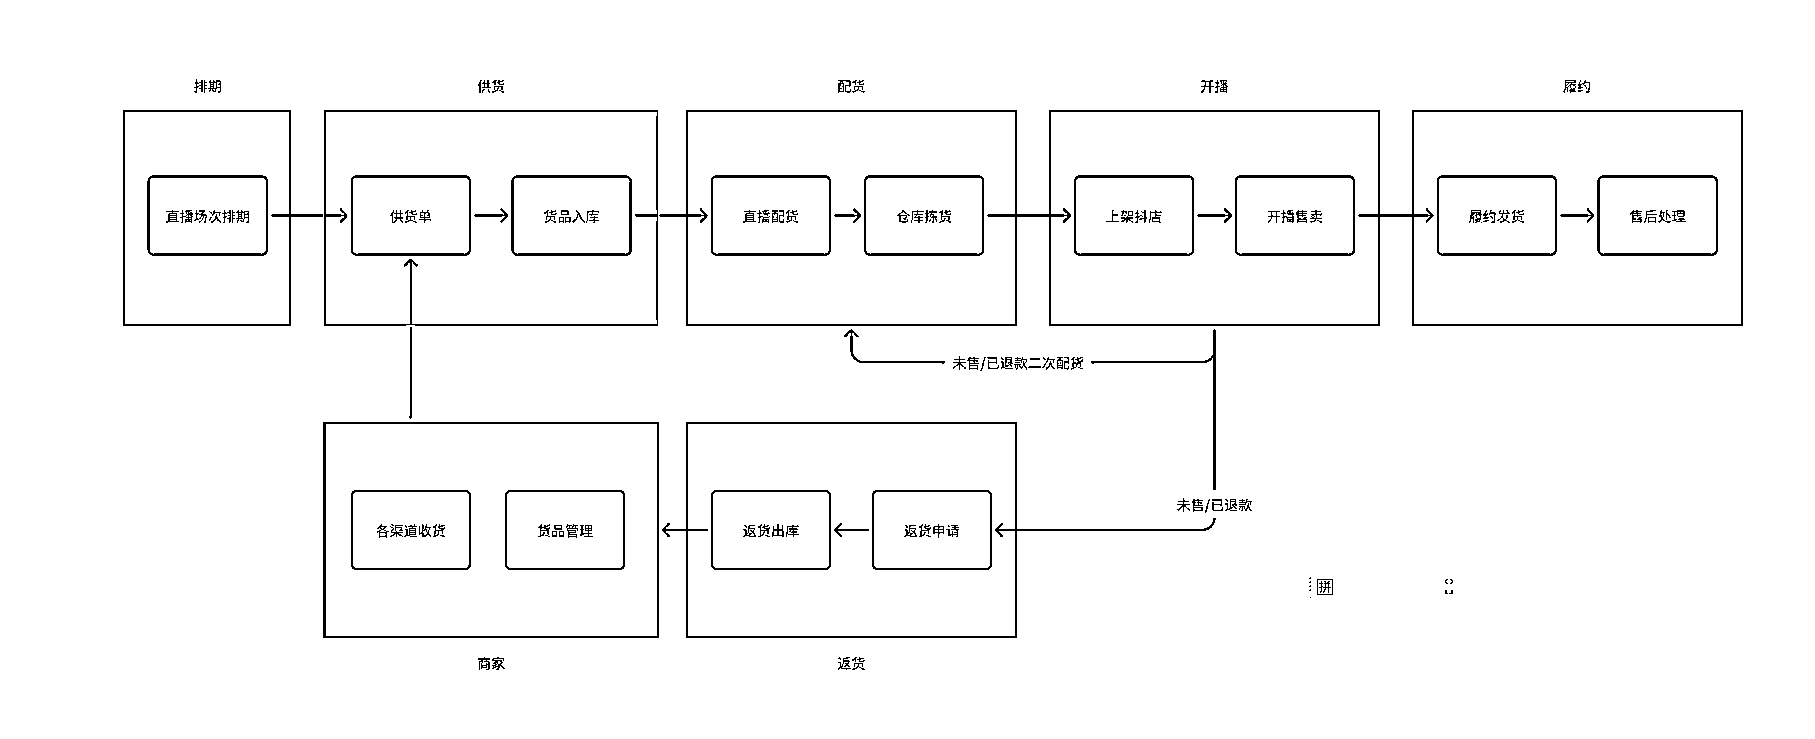 排期
供货
配货
开播
履约
直播场次排期
供货单
货品入库
直播配货
仓库拣货
上架抖店
开播售卖
履约发货
售后处理
未售/已退款二次配货
未售/已退款
各渠道收货
货品管理
返货出库
返货申请
拼
商家
返货